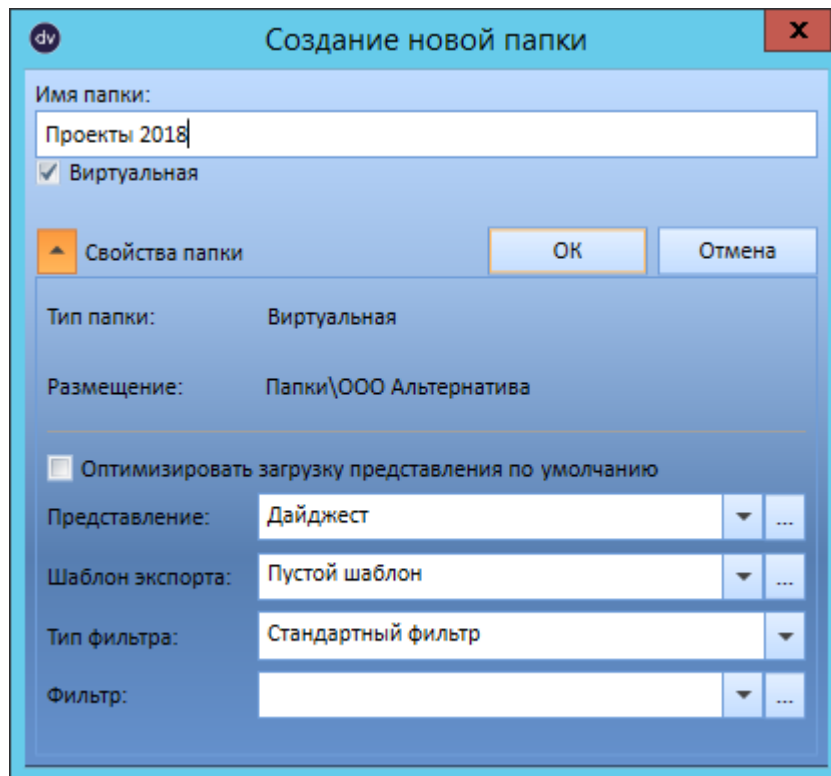 dv
Создание новой папки
x
Имя папки:
Проекты 2018
Виртуальная
Свойства папки
ОК
Отмена
Тип папки: Виртуальная
Размещение: Папки\ООО Альтернатива
Оптимизировать загрузку представления по умолчанию
Представление: Дайджест ...
Шаблон экспорта: Пустой шаблон ...
Тип фильтра: Стандартный фильтр
Фильтр: ...